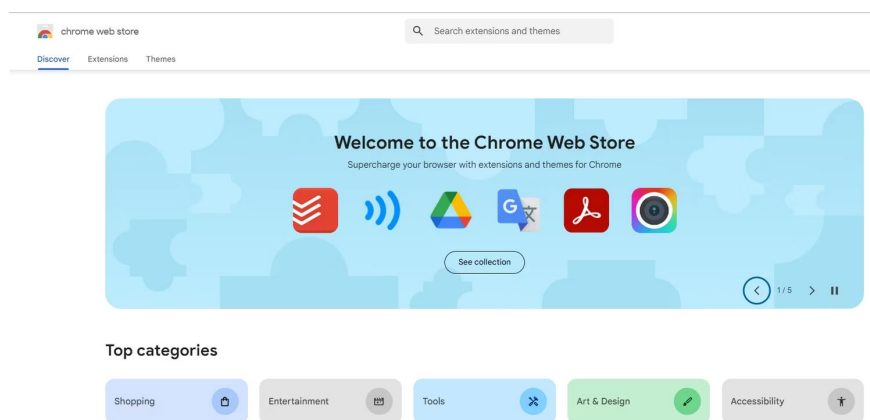 chrome web store
Search extensions and themes
Discover Extensions Themes
Welcome to the Chrome Web Store
Supercharge your browser with extensions and themes for Chrome
G 文
See collection
1 / 5
Top categories
Shopping Entertainment Tools Art & Design Accessibility